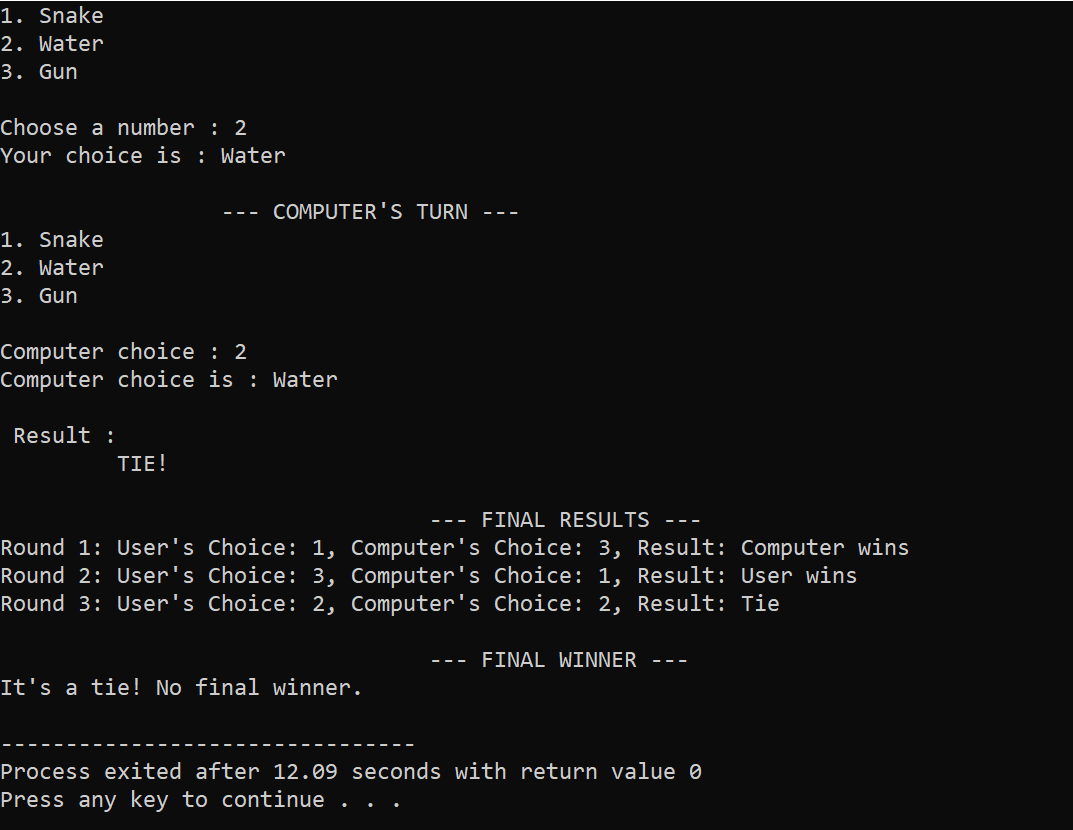 1. Snake
2. Water
3. Gun
Choose a number : 2
Your choice is : Water
--- COMPUTER'S TURN ---
1. Snake
2. Water
3. Gun
Computer choice : 2
Computer choice is : Water
Result :
TIE!
--- FINAL RESULTS ---
Round 1: User's Choice: 1, Computer's Choice: 3, Result: Computer wins
Round 2: User's Choice: 3, Computer's Choice: 1, Result: User wins
Round 3: User's Choice: 2, Computer's Choice: 2, Result: Tie
--- FINAL WINNER ---
It's a tie! No final winner.
--------------------------------
Process exited after 12.09 seconds with return value 0
Press any key to continue . . .